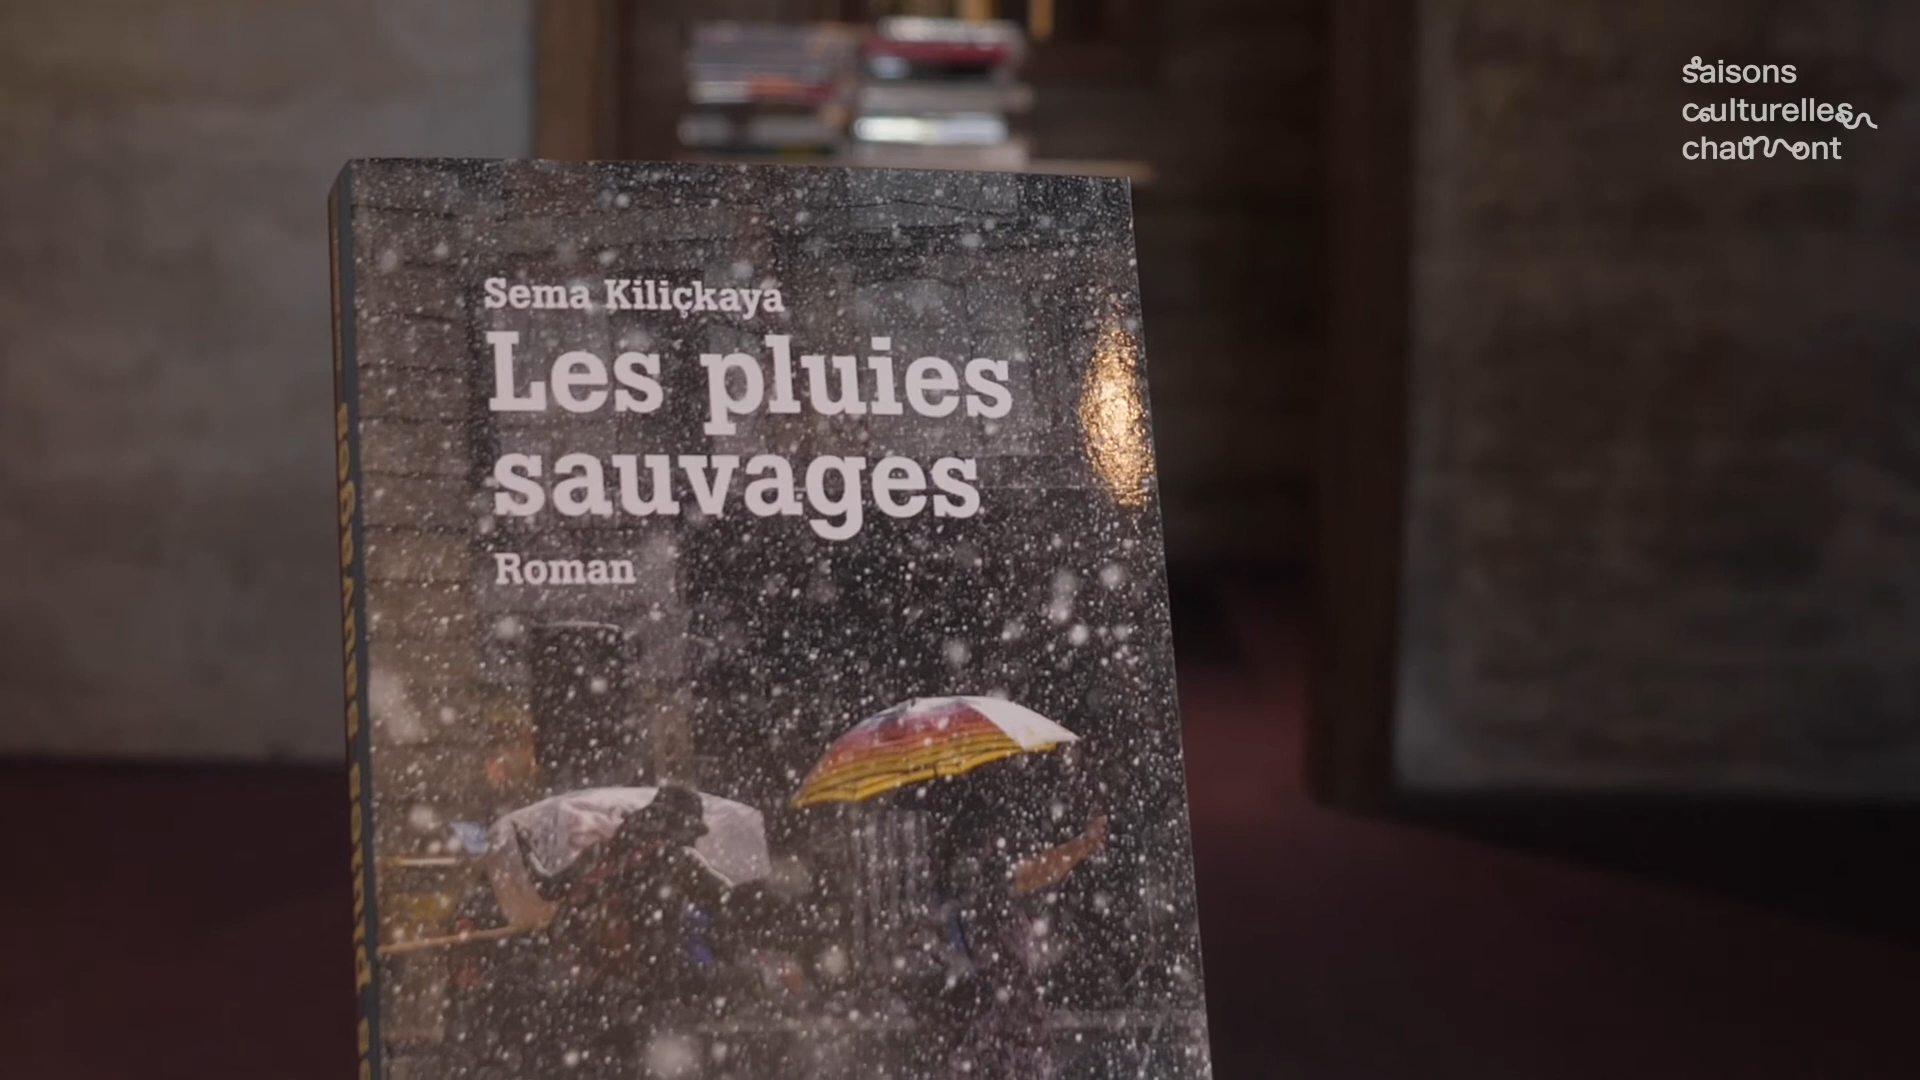 saisons
culturelles
chaumont
Sema Kiliçkaya
Les pluies
sauvages
Roman